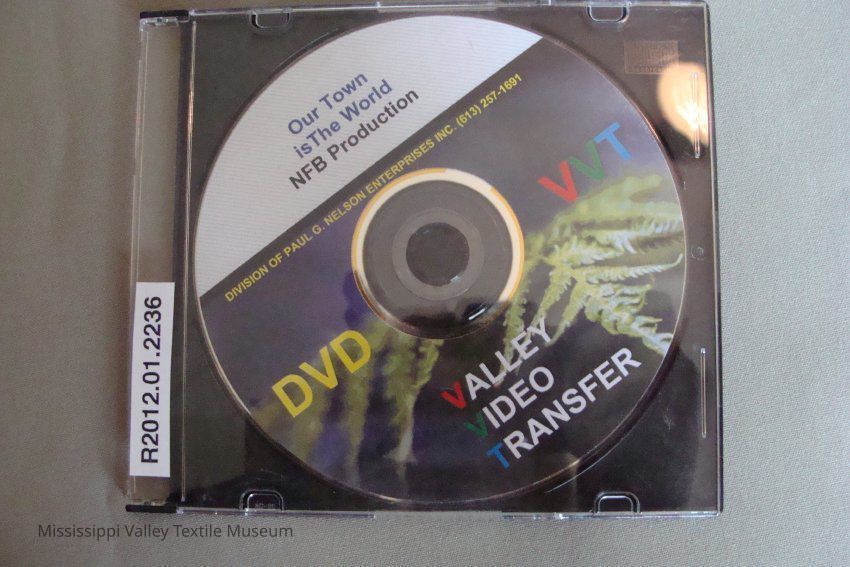 Our Town
isThe World
NFB Production
DIVISION OF PAUL G. NELSON ENTERPRISES INC. (613) 257-1691
VVT
DVD
VALLEY
VIDEO
TRANSFER
R2012.01.2236
Mississippi Valley Textile Museum